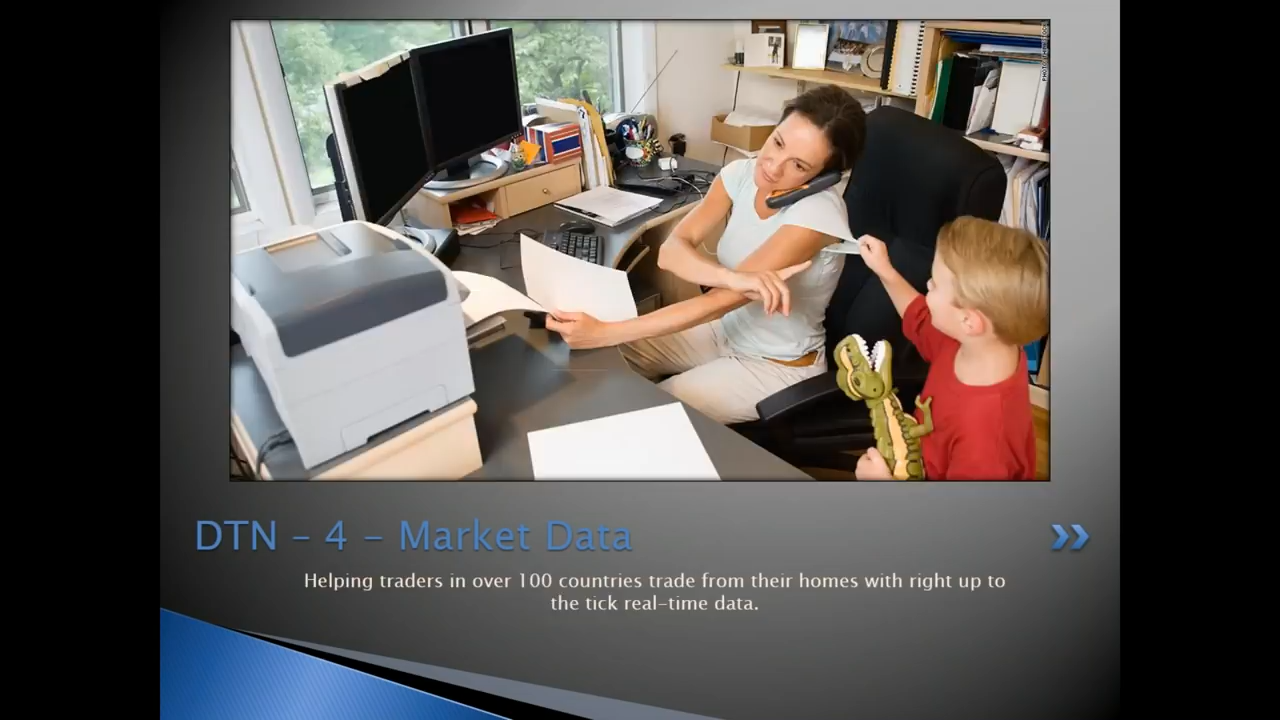 DTN – 4 – Market Data
Helping traders in over 100 countries trade from their homes with right up to
the tick real-time data.